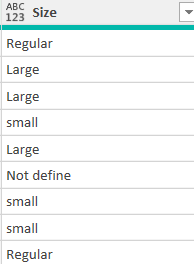 ABC
123 Size
Regular
Large
Large
small
Large
Not define
small
small
Regular